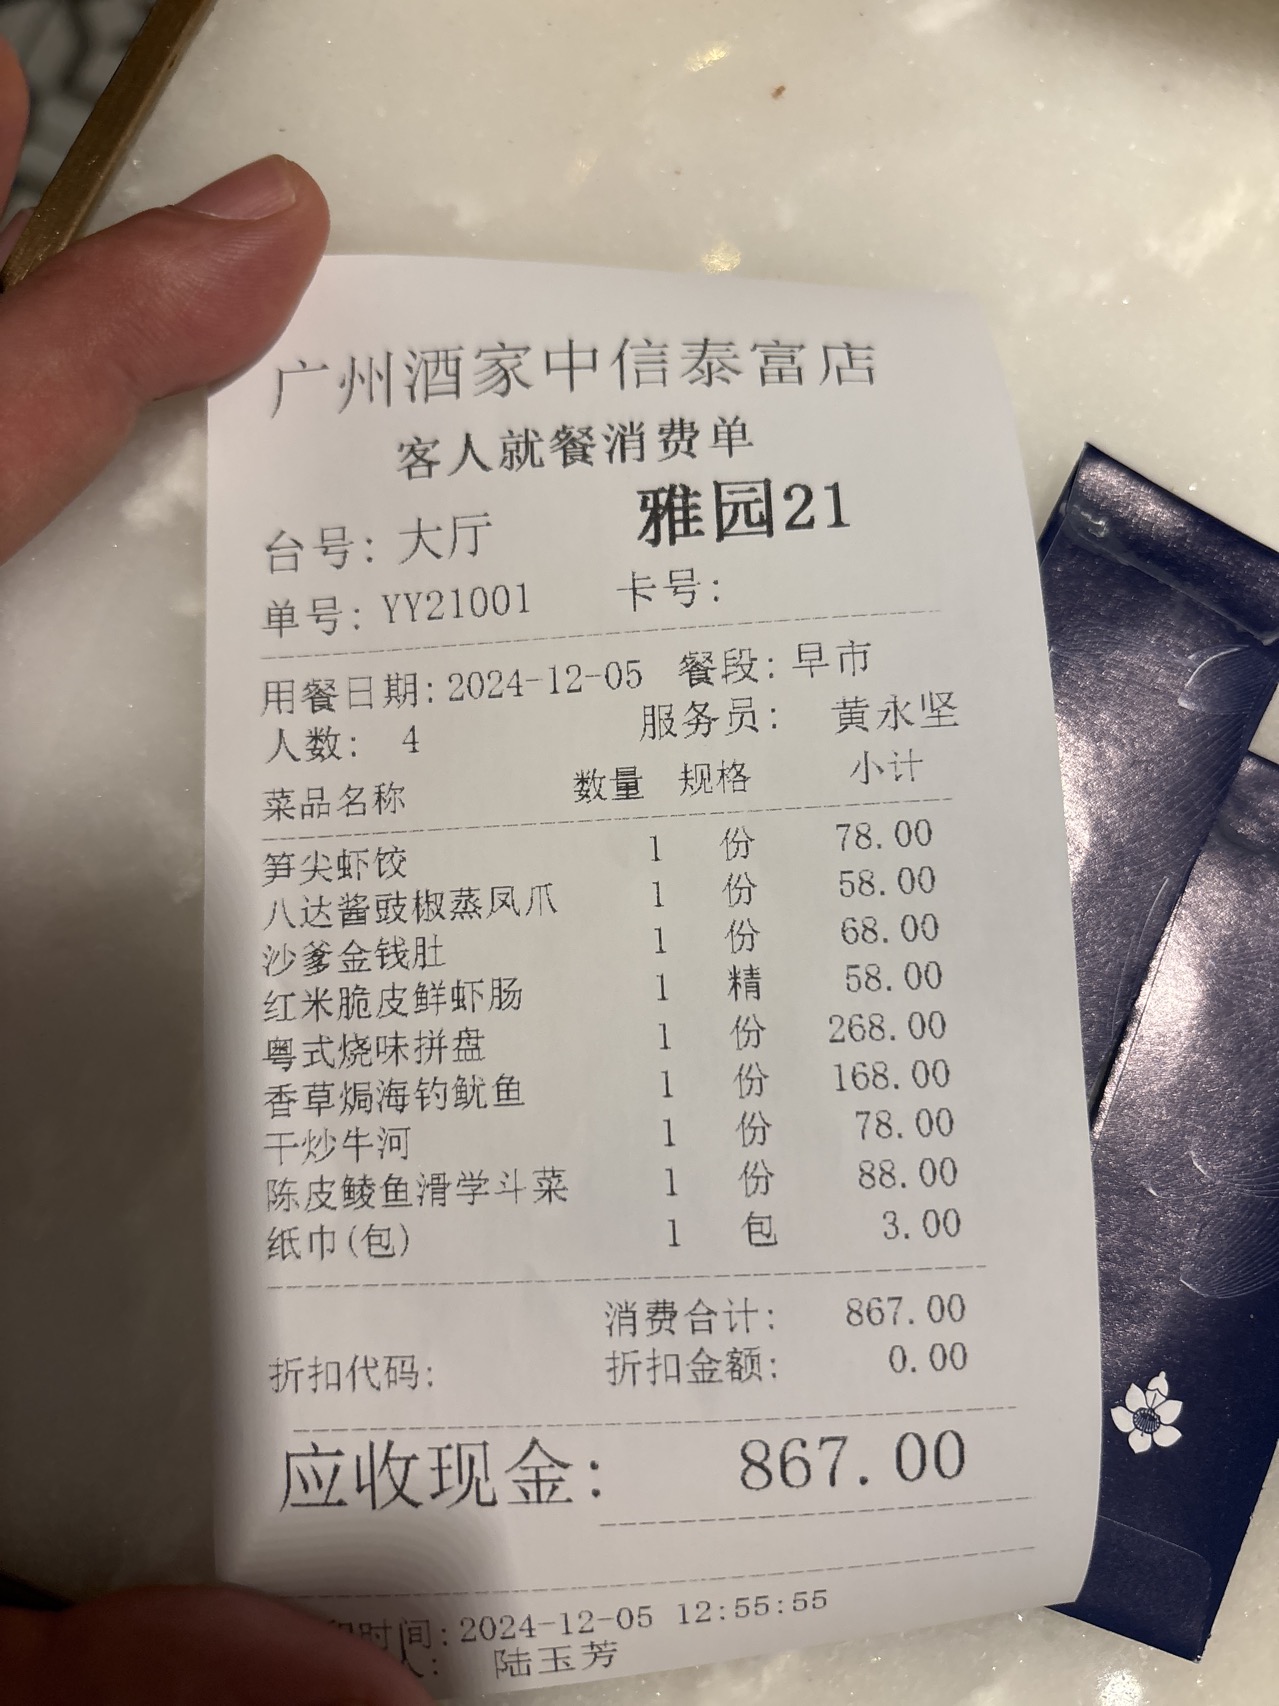 广州酒家中信泰富店
客人就餐消费单
台号: 大厅 雅园21
单号: YY21001 卡号:
用餐日期: 2024-12-05 餐段: 早市
人数: 4 服务员: 黄永坚
菜品名称 数量 规格 小计
笋尖虾饺 1 份 78.00
八达酱豉椒蒸凤爪 1 份 58.00
沙爹金钱肚 1 份 68.00
红米脆皮鲜虾肠 1 精 58.00
粤式烧味拼盘 1 份 268.00
香草焗海钓鱿鱼 1 份 168.00
干炒牛河 1 份 78.00
陈皮鲮鱼滑学斗菜 1 份 88.00
纸巾(包) 1 包 3.00
消费合计: 867.00
折扣代码: 折扣金额: 0.00
应收现金: 867.00
时间: 2024-12-05 12:55:55
人: 陆玉芳